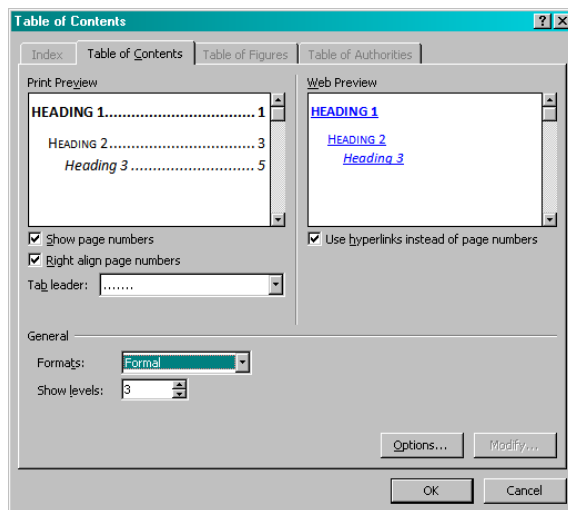 Table of Contents
Index Table of Contents Table of Figures Table of Authorities
Print Preview
HEADING 1.................................. 1
HEADING 2................................ 3
Heading 3 ........................... 5
Show page numbers
Right align page numbers
Tab leader: .......
Web Preview
HEADING 1
HEADING 2
Heading 3
Use hyperlinks instead of page numbers
General
Formats: Formal
Show levels: 3
Options... Modify...
OK Cancel